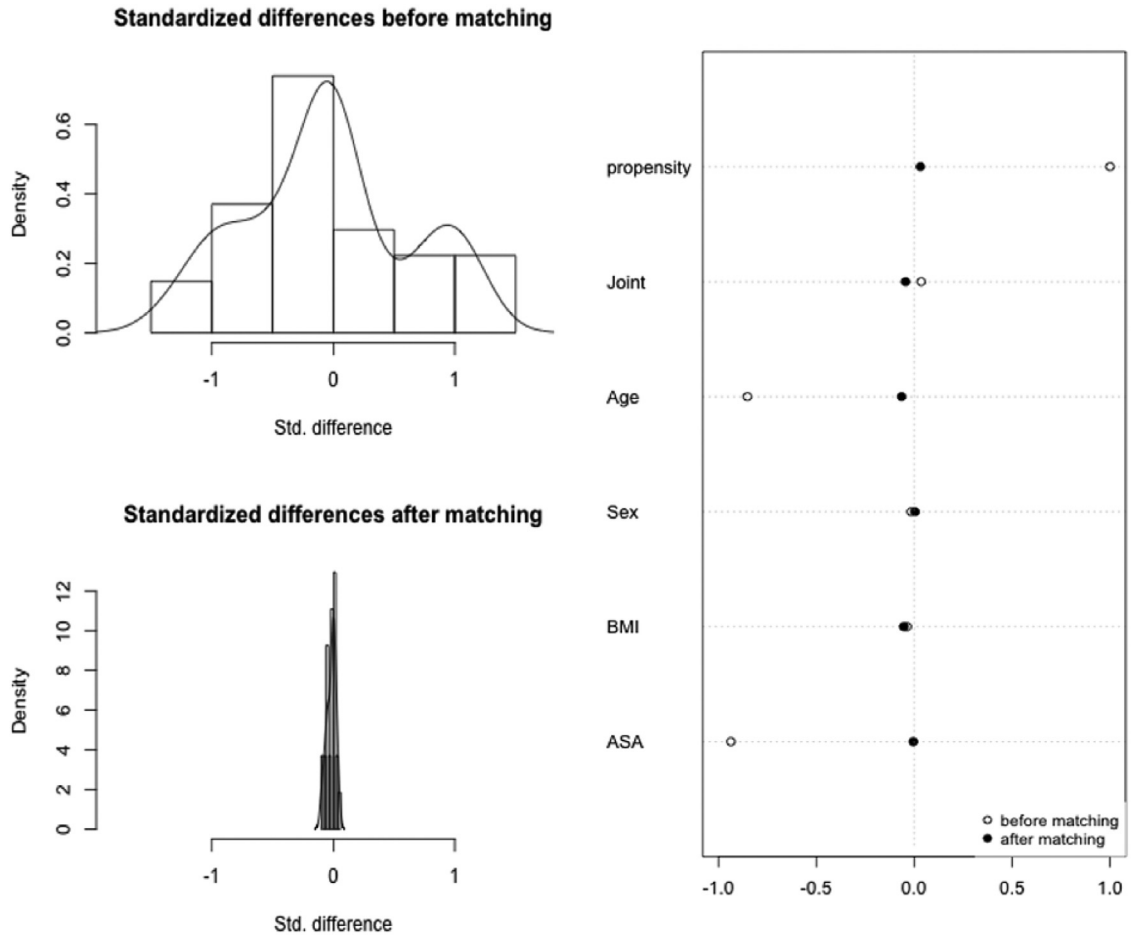 Standardized differences before matching
Density
0.0
0.2
0.4
0.6
-1 0 1
Std. difference
Standardized differences after matching
Density
0
2
4
6
8
10
12
-1 0 1
Std. difference
propensity
Joint
Age
Sex
BMI
ASA
before matching
after matching
-1.0 -0.5 0.0 0.5 1.0